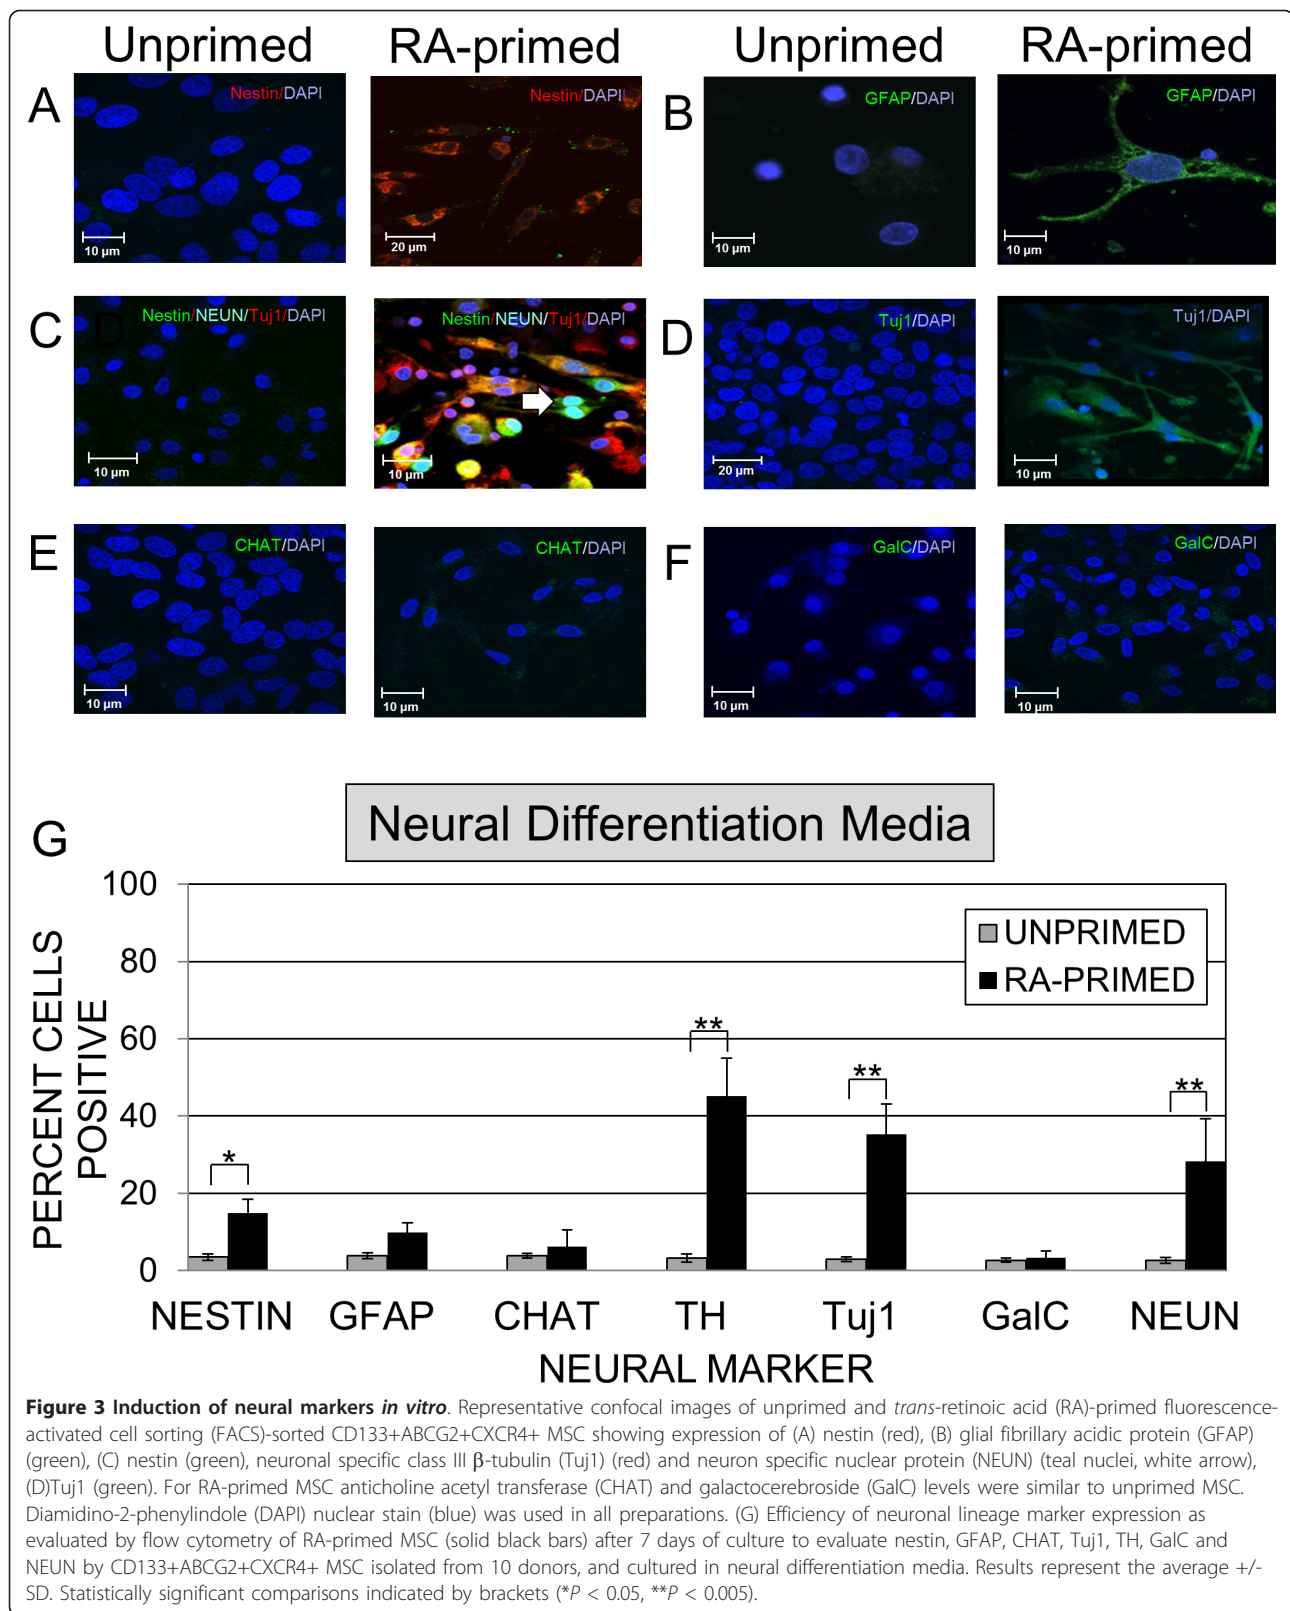 Unprimed RA-primed Unprimed RA-primed
A
Nestin/DAPI
10 µm
Nestin/DAPI
20 µm
B
GFAP/DAPI
10 µm
GFAP/DAPI
10 µm
C
D
Nestin/NEUN/Tuj1/DAPI
10 µm
Nestin/NEUN/Tuj1/DAPI
10 µm
D
Tuj1/DAPI
20 µm
Tuj1/DAPI
10 µm
E
CHAT/DAPI
10 µm
CHAT/DAPI
10 µm
F
GalC/DAPI
10 µm
GalC/DAPI
10 µm
G
Neural Differentiation Media
PERCENT CELLS
POSITIVE
100
80
60
40
20
0
UNPRIMED
RA-PRIMED
*
**
**
**
NESTIN GFAP CHAT TH Tuj1 GalC NEUN
NEURAL MARKER
Figure 3 Induction of neural markers in vitro. Representative confocal images of unprimed and trans-retinoic acid (RA)-primed fluorescence-
activated cell sorting (FACS)-sorted CD133+ABCG2+CXCR4+ MSC showing expression of (A) nestin (red), (B) glial fibrillary acidic protein (GFAP)
(green), (C) nestin (green), neuronal specific class III β-tubulin (Tuj1) (red) and neuron specific nuclear protein (NEUN) (teal nuclei, white arrow),
(D)Tuj1 (green). For RA-primed MSC anticholine acetyl transferase (CHAT) and galactocerebroside (GalC) levels were similar to unprimed MSC.
Diamidino-2-phenylindole (DAPI) nuclear stain (blue) was used in all preparations. (G) Efficiency of neuronal lineage marker expression as
evaluated by flow cytometry of RA-primed MSC (solid black bars) after 7 days of culture to evaluate nestin, GFAP, CHAT, Tuj1, TH, GalC and
NEUN by CD133+ABCG2+CXCR4+ MSC isolated from 10 donors, and cultured in neural differentiation media. Results represent the average +/-
SD. Statistically significant comparisons indicated by brackets (*P < 0.05, **P < 0.005).